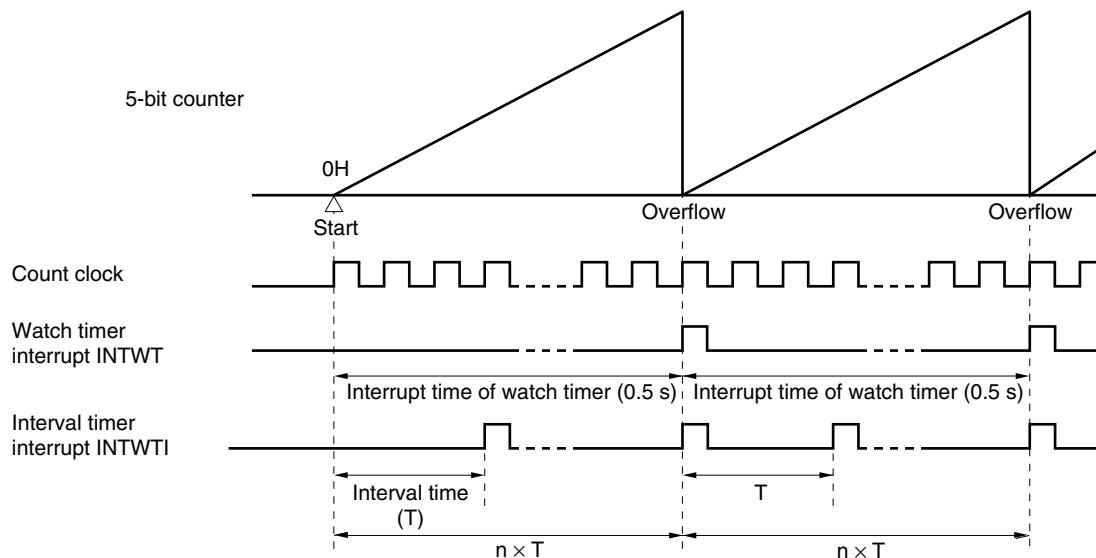 5-bit counter
0H
Start
Overflow
Overflow
Count clock
Watch timer
interrupt INTWT
Interrupt time of watch timer (0.5 s)
Interrupt time of watch timer (0.5 s)
Interval timer
interrupt INTWTI
Interval time
(T)
T
n × T
n × T